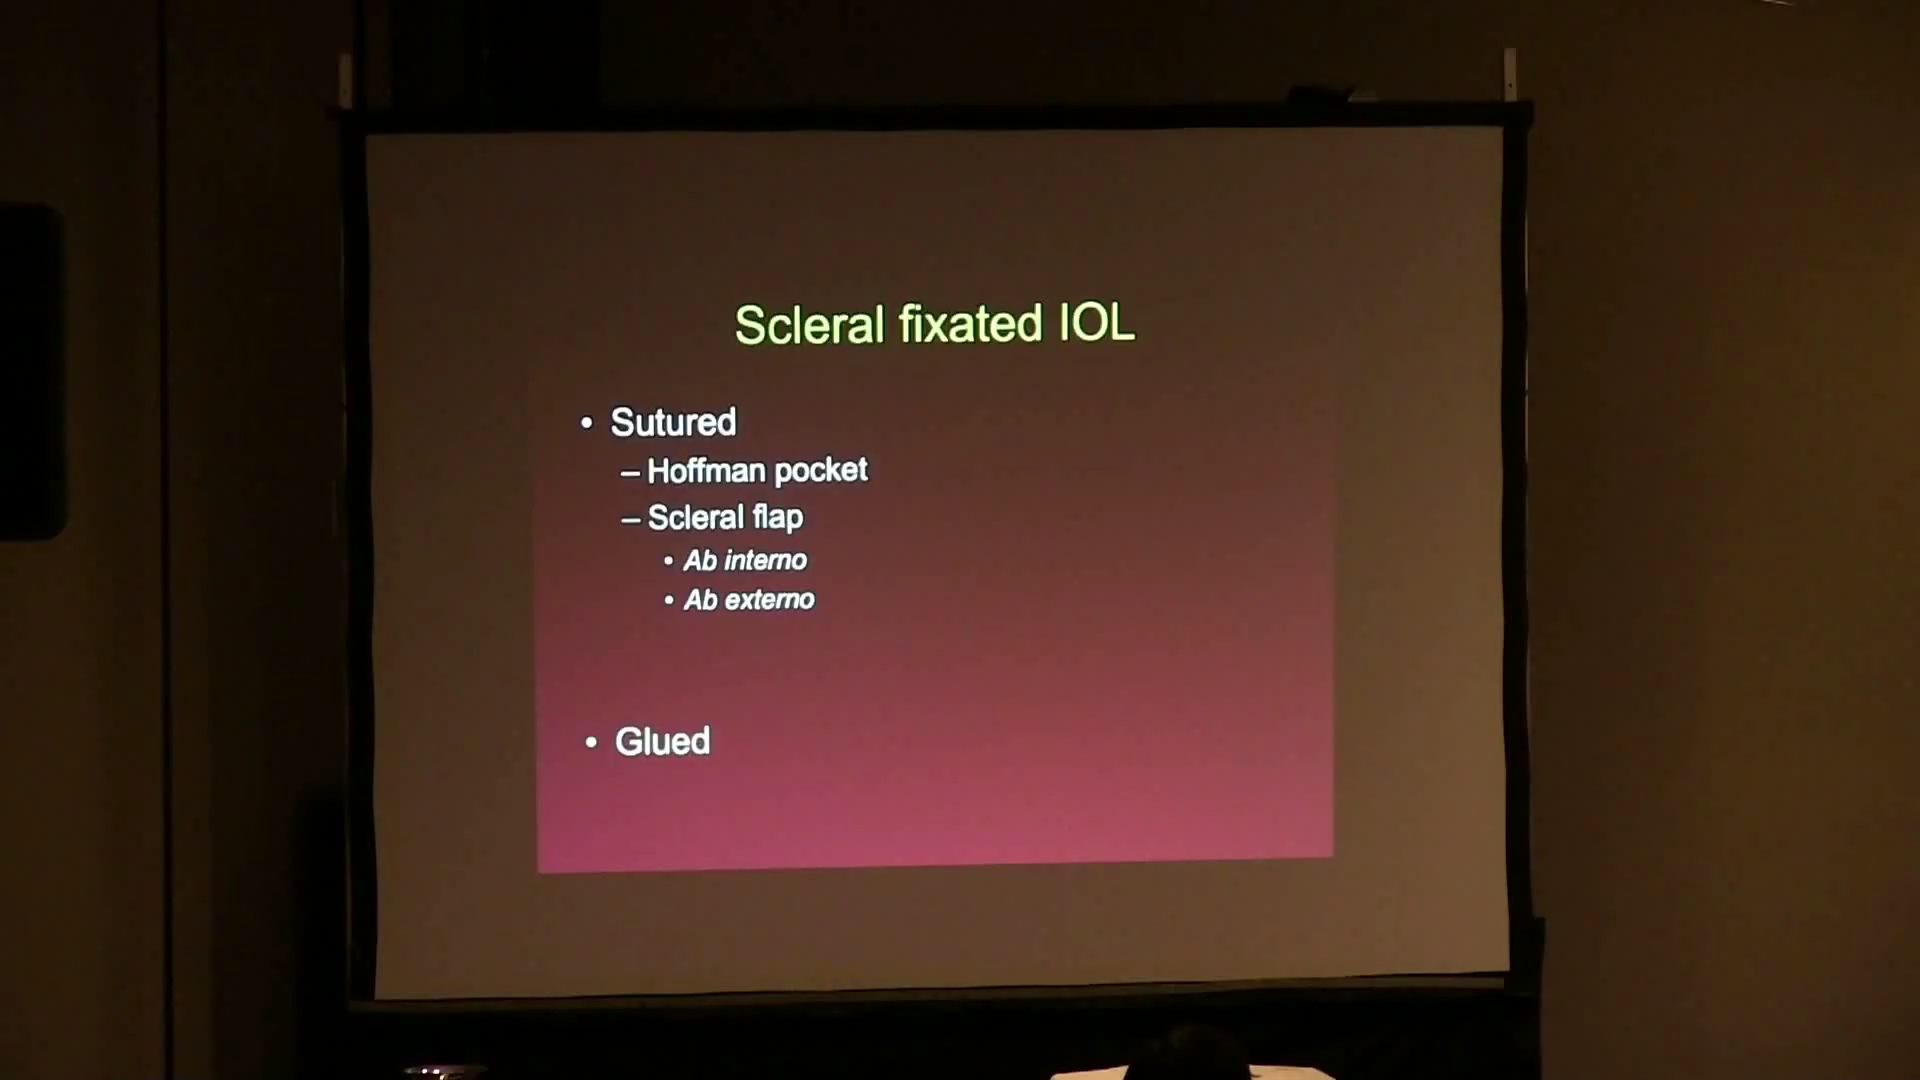 Scleral fixated IOL
• Sutured
– Hoffman pocket
– Scleral flap
• Ab interno
• Ab externo
• Glued